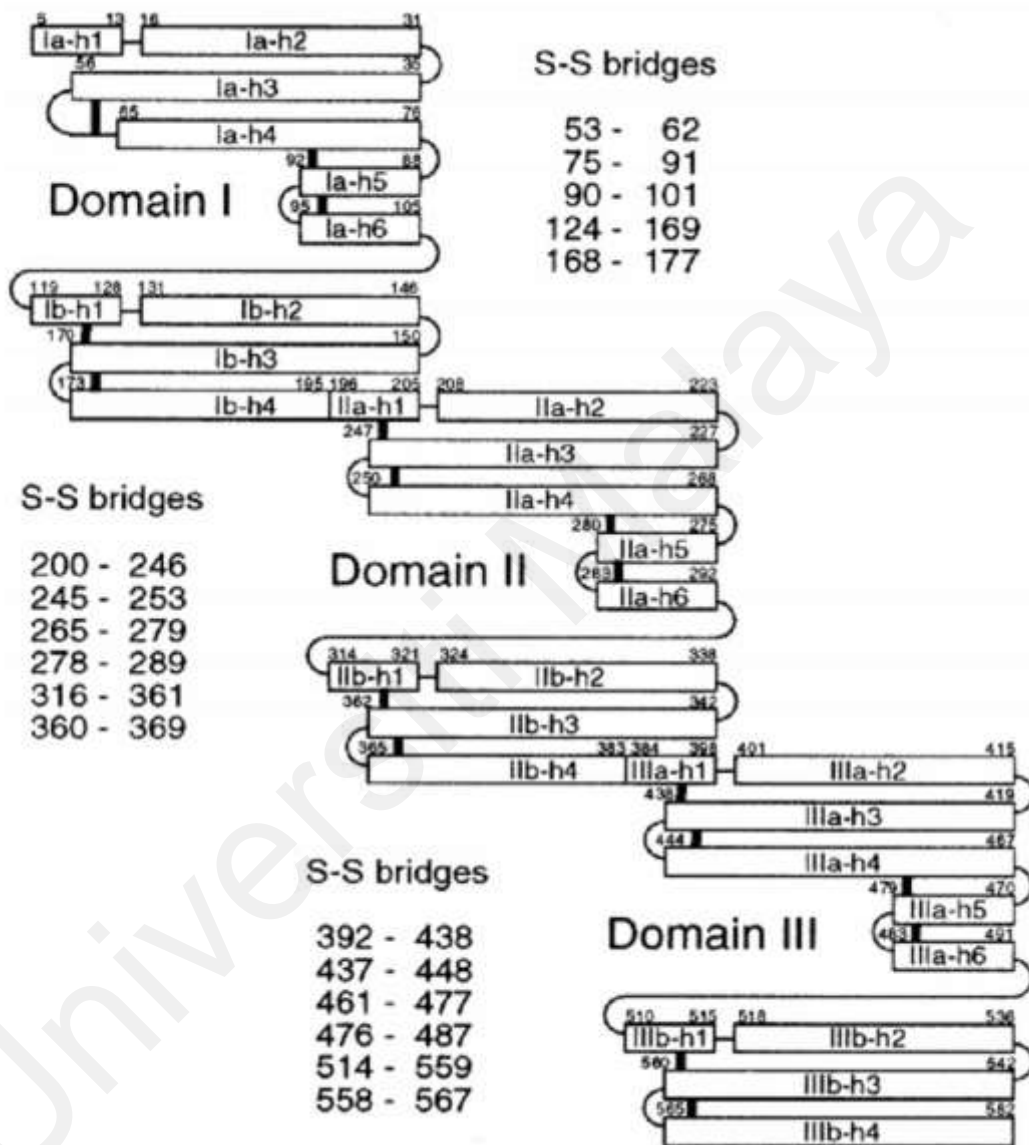 5 13 16 31
Ia-h1 Ia-h2
56 35
Ia-h3
65 76
Ia-h4
92 88
Ia-h5
95 105
Ia-h6
Domain I
S-S bridges
53 - 62
75 - 91
90 - 101
124 - 169
168 - 177
119 128 131 146
Ib-h1 Ib-h2
170 150
Ib-h3
173 195 196 205 208 223
Ib-h4 IIa-h1 IIa-h2
247 227
IIa-h3
250 268
IIa-h4
280 275
IIa-h5
283 292
IIa-h6
Domain II
S-S bridges
200 - 246
245 - 253
265 - 279
278 - 289
316 - 361
360 - 369
314 321 324 338
IIb-h1 IIb-h2
362 342
IIb-h3
365 383 384 398 401 415
IIb-h4 IIIa-h1 IIIa-h2
438 419
IIIa-h3
444 467
IIIa-h4
479 470
IIIa-h5
483 491
IIIa-h6
Domain III
S-S bridges
392 - 438
437 - 448
461 - 477
476 - 487
514 - 559
558 - 567
510 515 518 536
IIIb-h1 IIIb-h2
560 542
IIIb-h3
565 582
IIIb-h4
Universiti Malaya